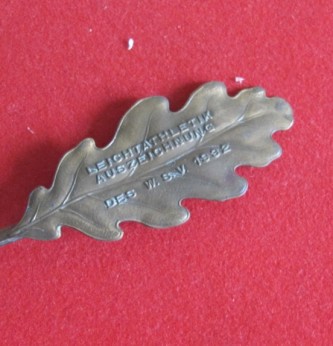 LEICHTATHLETIK
AUSZEICHNUNG
DES W.S.V. 1932